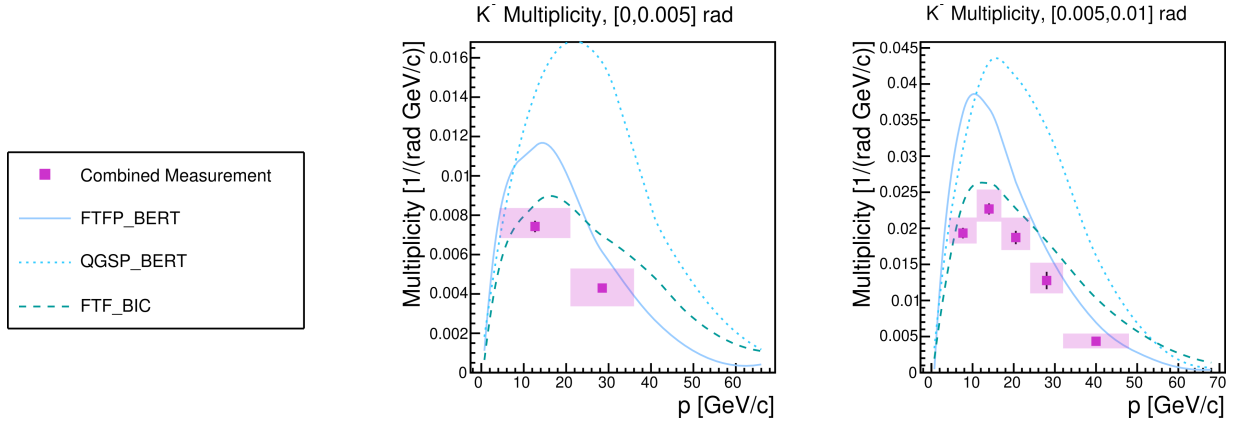 Combined Measurement
FTFP_BERT
QGSP_BERT
FTF_BIC
K⁻ Multiplicity, [0,0.005] rad
Multiplicity [1/(rad GeV/c)]
0.016
0.014
0.012
0.01
0.008
0.006
0.004
0.002
0
0 10 20 30 40 50 60
p [GeV/c]
K⁻ Multiplicity, [0.005,0.01] rad
Multiplicity [1/(rad GeV/c)]
0.045
0.04
0.035
0.03
0.025
0.02
0.015
0.01
0.005
0
0 10 20 30 40 50 60 70
p [GeV/c]